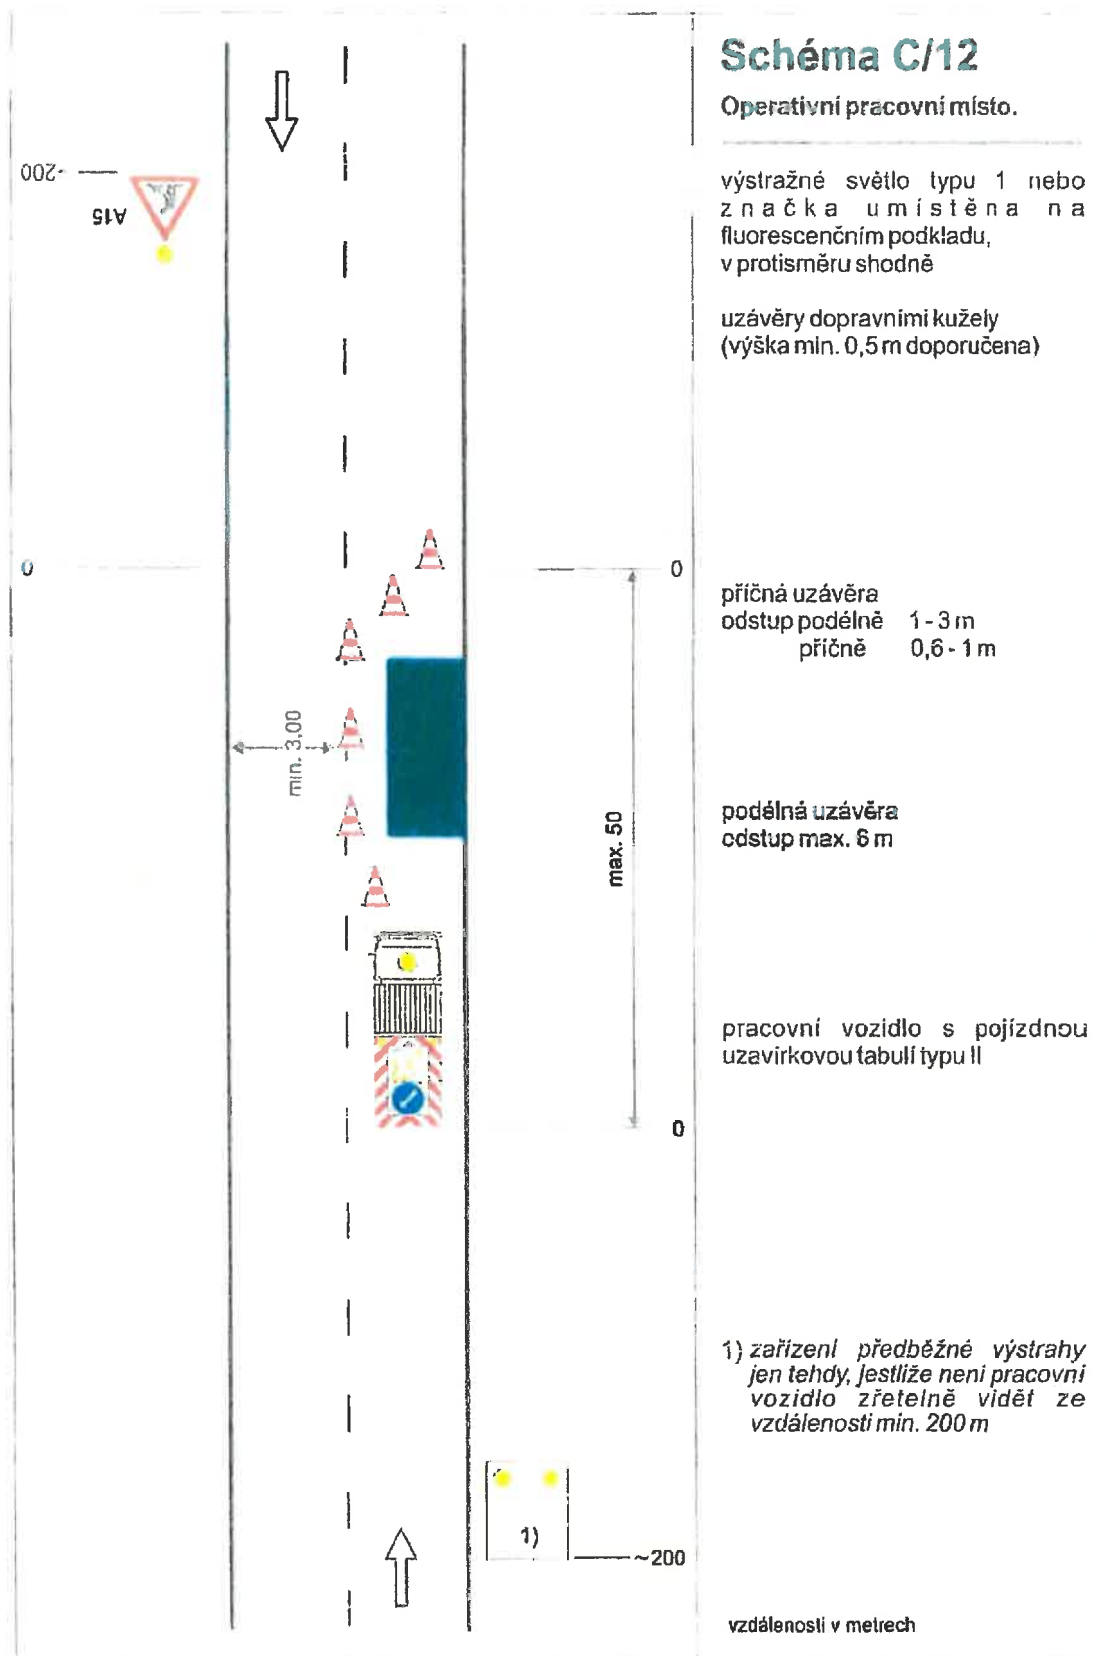 Schéma C/12
Operativní pracovní místo.
200-
A15
výstražné světlo typu 1 nebo
značka umístěna na
fluorescenčním podkladu,
v protisměru shodně
uzávěry dopravními kužely
(výška min. 0,5 m doporučena)
0
0
příčná uzávěra
odstup podélně 1 - 3 m
příčně 0,6 - 1 m
min. 3.00
max. 50
podélná uzávěra
odstup max. 6 m
pracovní vozidlo s pojízdnou
uzavírkovou tabulí typu II
0
1) zařízení předběžné výstrahy
jen tehdy, jestliže není pracovní
vozidlo zřetelně vidět ze
vzdálenosti min. 200 m
1)
~200
vzdálenosti v metrech